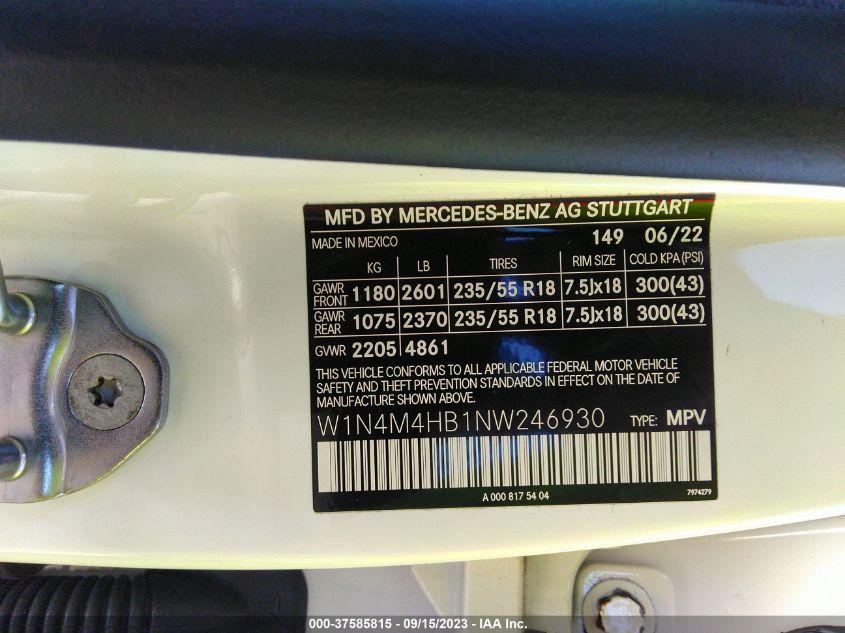 MFD BY MERCEDES-BENZ AG STUTTGART
MADE IN MEXICO 149 06/22
KG LB TIRES RIM SIZE COLD KPA (PSI)
GAWR FRONT 1180 2601 235/55 R18 7.5Jx18 300(43)
GAWR REAR 1075 2370 235/55 R18 7.5Jx18 300(43)
GVWR 2205 4861
THIS VEHICLE CONFORMS TO ALL APPLICABLE FEDERAL MOTOR VEHICLE
SAFETY AND THEFT PREVENTION STANDARDS IN EFFECT ON THE DATE OF
MANUFACTURE SHOWN ABOVE.
W1N4M4HB1NW246930 TYPE: MPV
A 000 817 54 04 7974279
000-37585815 - 09/15/2023 - IAA Inc.